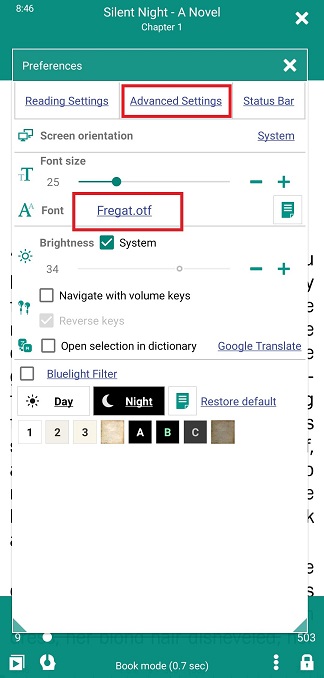 8:46
Silent Night - A Novel
Chapter 1
Preferences
Reading Settings Advanced Settings Status Bar
Screen orientation System
Font size
25
Font Fregat.otf
Brightness System
34
Navigate with volume keys
Reverse keys
Open selection in dictionary Google Translate
Bluelight Filter
Day Night Restore default
1 2 3 A B C
9 503
Book mode (0.7 sec)